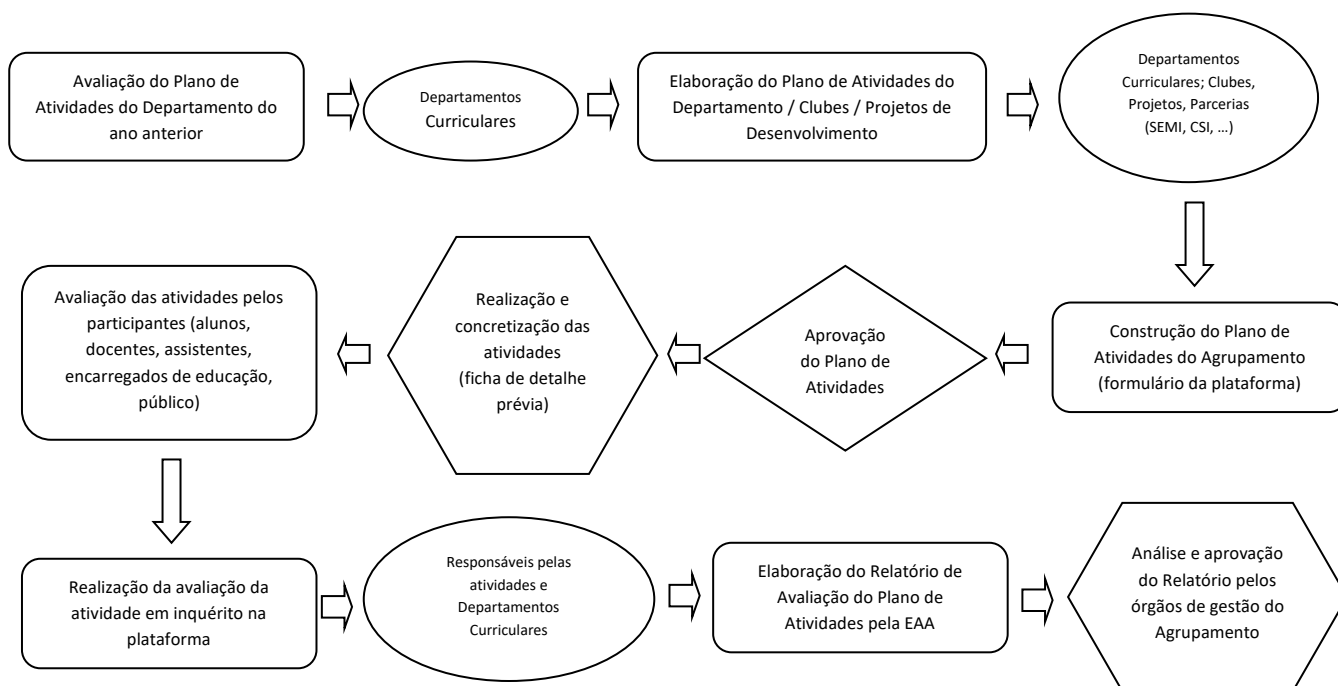 Avaliação do Plano de
Atividades do Departamento do
ano anterior
Departamentos
Curriculares
Elaboração do Plano de Atividades do
Departamento / Clubes / Projetos de
Desenvolvimento
Departamentos
Curriculares; Clubes,
Projetos, Parcerias
(SEMI, CSI, …)
Construção do Plano de
Atividades do Agrupamento
(formulário da plataforma)
Aprovação
do Plano de
Atividades
Realização e
concretização das
atividades
(ficha de detalhe
prévia)
Avaliação das atividades pelos
participantes (alunos,
docentes, assistentes,
encarregados de educação,
público)
Realização da avaliação da
atividade em inquérito na
plataforma
Responsáveis pelas
atividades e
Departamentos
Curriculares
Elaboração do Relatório de
Avaliação do Plano de
Atividades pela EAA
Análise e aprovação
do Relatório pelos
órgãos de gestão do
Agrupamento